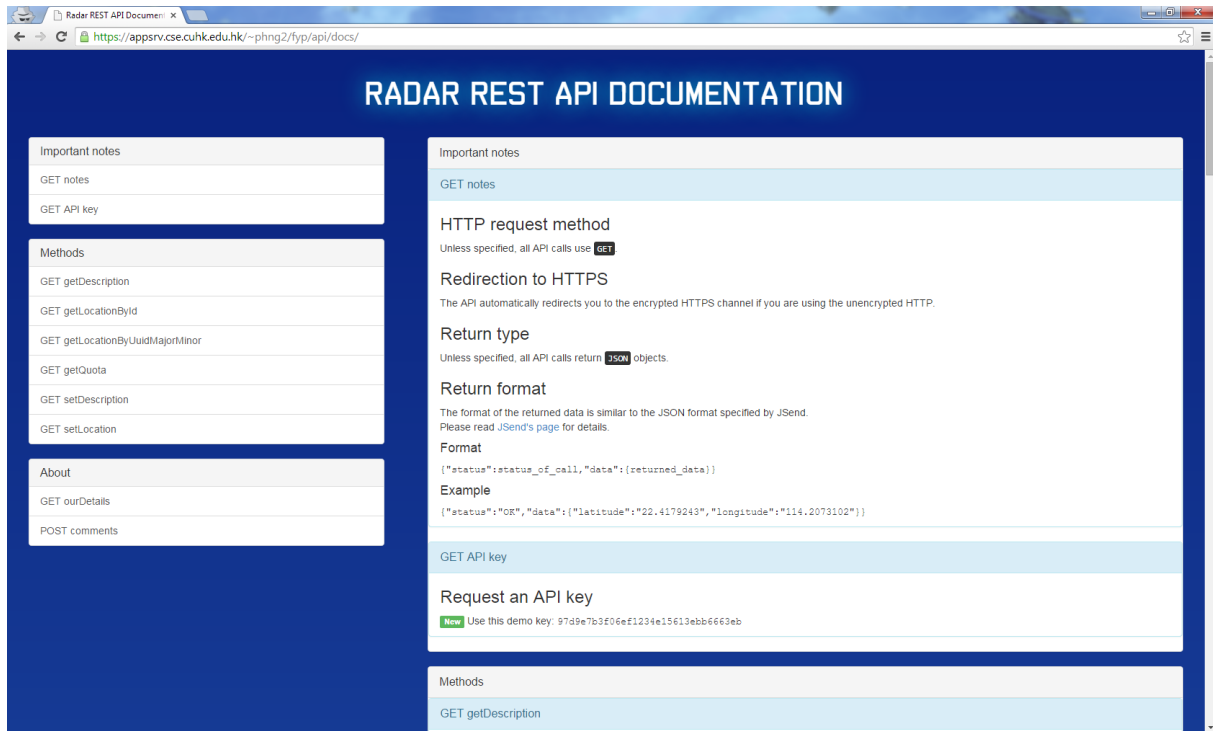 Radar REST API Document
https://appsrv.cse.cuhk.edu.hk/~phng2/fyp/api/docs/
RADAR REST API DOCUMENTATION
Important notes
GET notes
GET API key
Methods
GET getDescription
GET getLocationById
GET getLocationByUuidMajorMinor
GET getQuota
GET setDescription
GET setLocation
About
GET ourDetails
POST comments
Important notes
GET notes
HTTP request method
Unless specified, all API calls use GET.
Redirection to HTTPS
The API automatically redirects you to the encrypted HTTPS channel if you are using the unencrypted HTTP.
Return type
Unless specified, all API calls return JSON objects.
Return format
The format of the returned data is similar to the JSON format specified by JSend.
Please read JSend's page for details.
Format
{"status":status_of_call,"data":{returned_data}}
Example
{"status":"OK","data":{"latitude":"22.4179243","longitude":"114.2073102"}}
GET API key
Request an API key
New Use this demo key: 97d9e7b3f06ef1234e15613ebb6663eb
Methods
GET getDescription